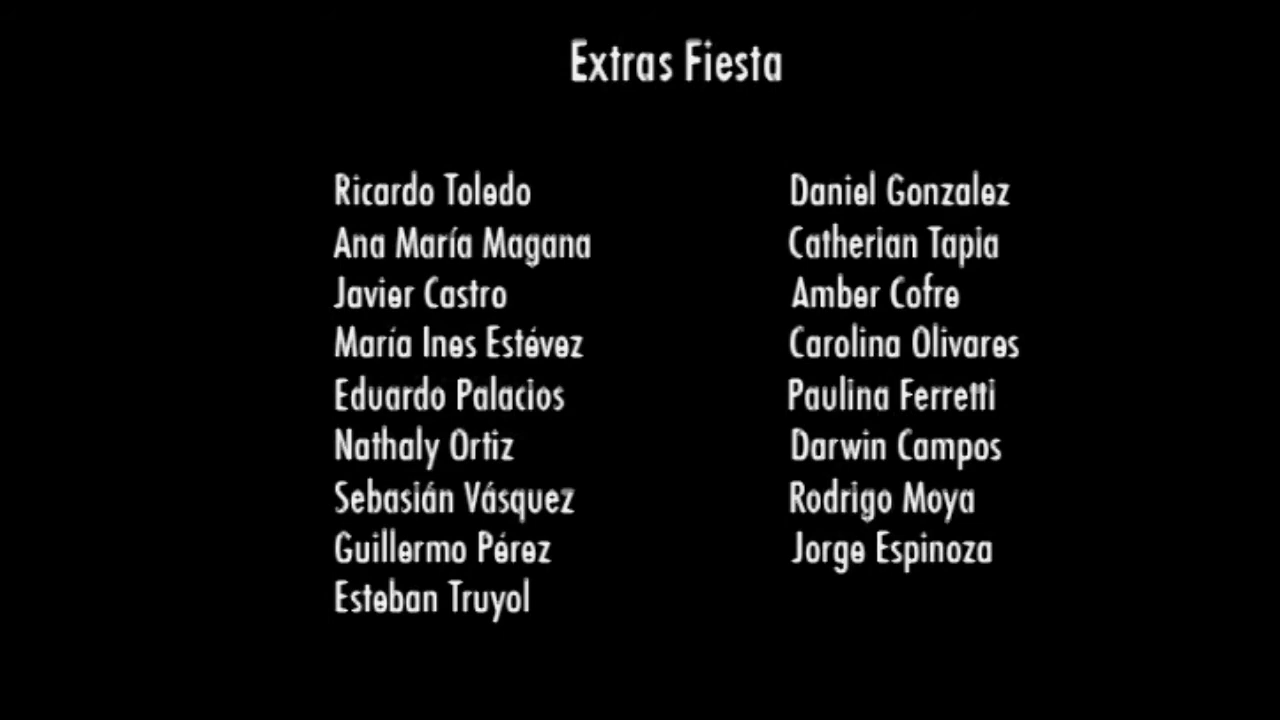 Extras Fiesta
Ricardo Toledo
Ana María Magana
Javier Castro
María Ines Estévez
Eduardo Palacios
Nathaly Ortiz
Sebasián Vásquez
Guillermo Pérez
Esteban Truyol
Daniel Gonzalez
Catherian Tapia
Amber Cofre
Carolina Olivares
Paulina Ferretti
Darwin Campos
Rodrigo Moya
Jorge Espinoza